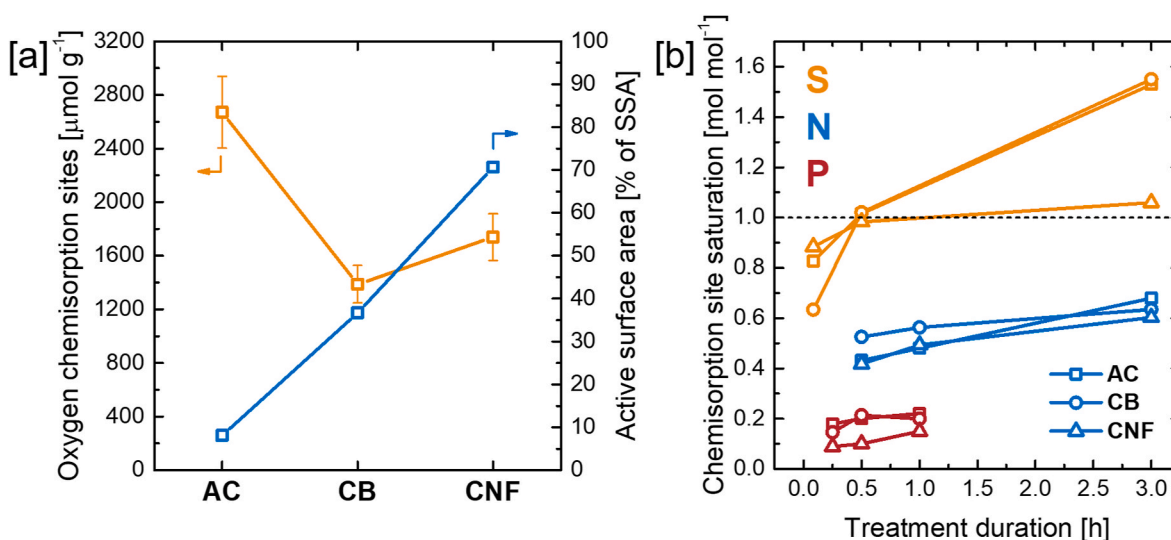 [a]
Oxygen chemisorption sites [μmol g⁻¹]
3200
2800
2400
2000
1600
1200
800
400
0
AC
CB
CNF
100
90
80
70
60
50
40
30
20
10
0
Active surface area [% of SSA]
[b]
Chemisorption site saturation [mol mol⁻¹]
1.6
1.4
1.2
1.0
0.8
0.6
0.4
0.2
0.0
S
N
P
AC
CB
CNF
0.0
0.5
1.0
1.5
2.0
2.5
3.0
Treatment duration [h]